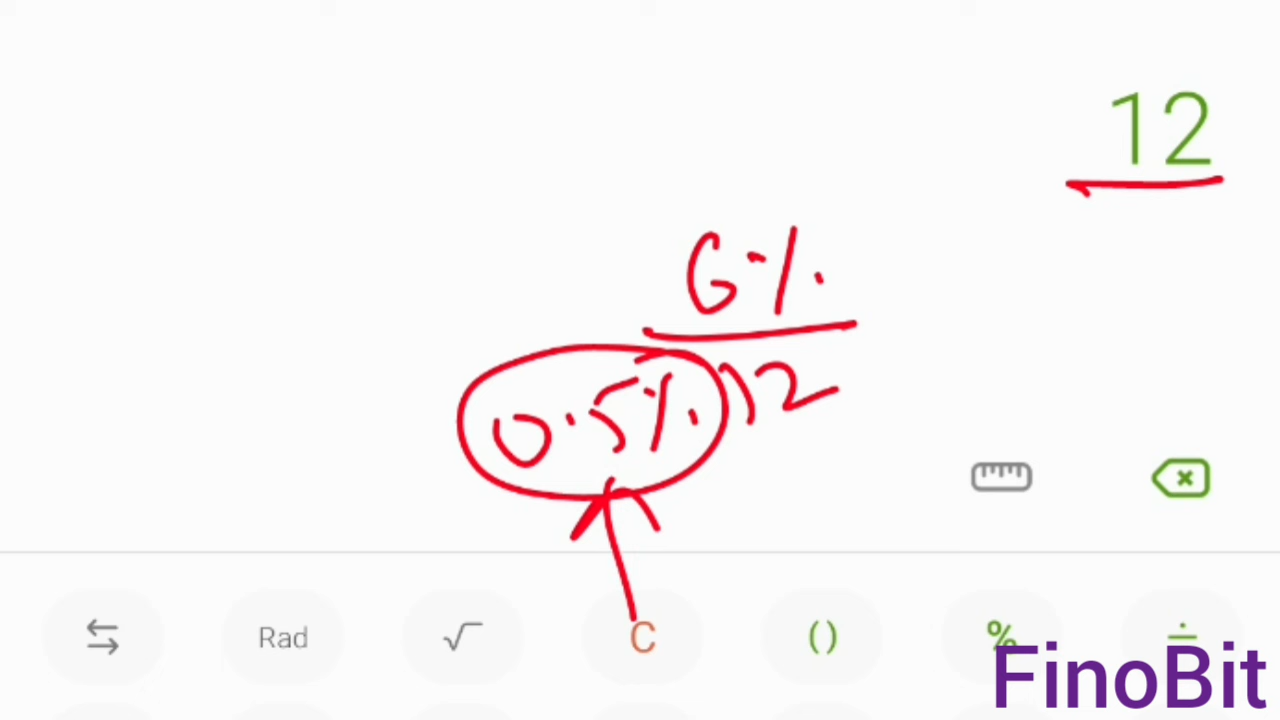 12
6%
0.5% 12
Rad √ C () % ÷
FinoBit